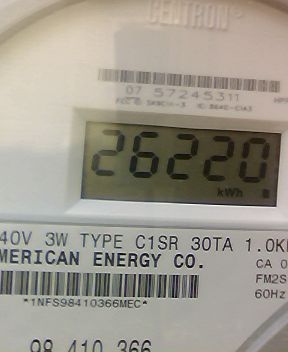 CENTRON
07 57245311
26220
kWh
40V 3W TYPE C1SR 30TA 1.0K
MERICAN ENERGY CO.
CA 0
FM2S
60Hz
*1NFS98410366MEC*
98 410 366